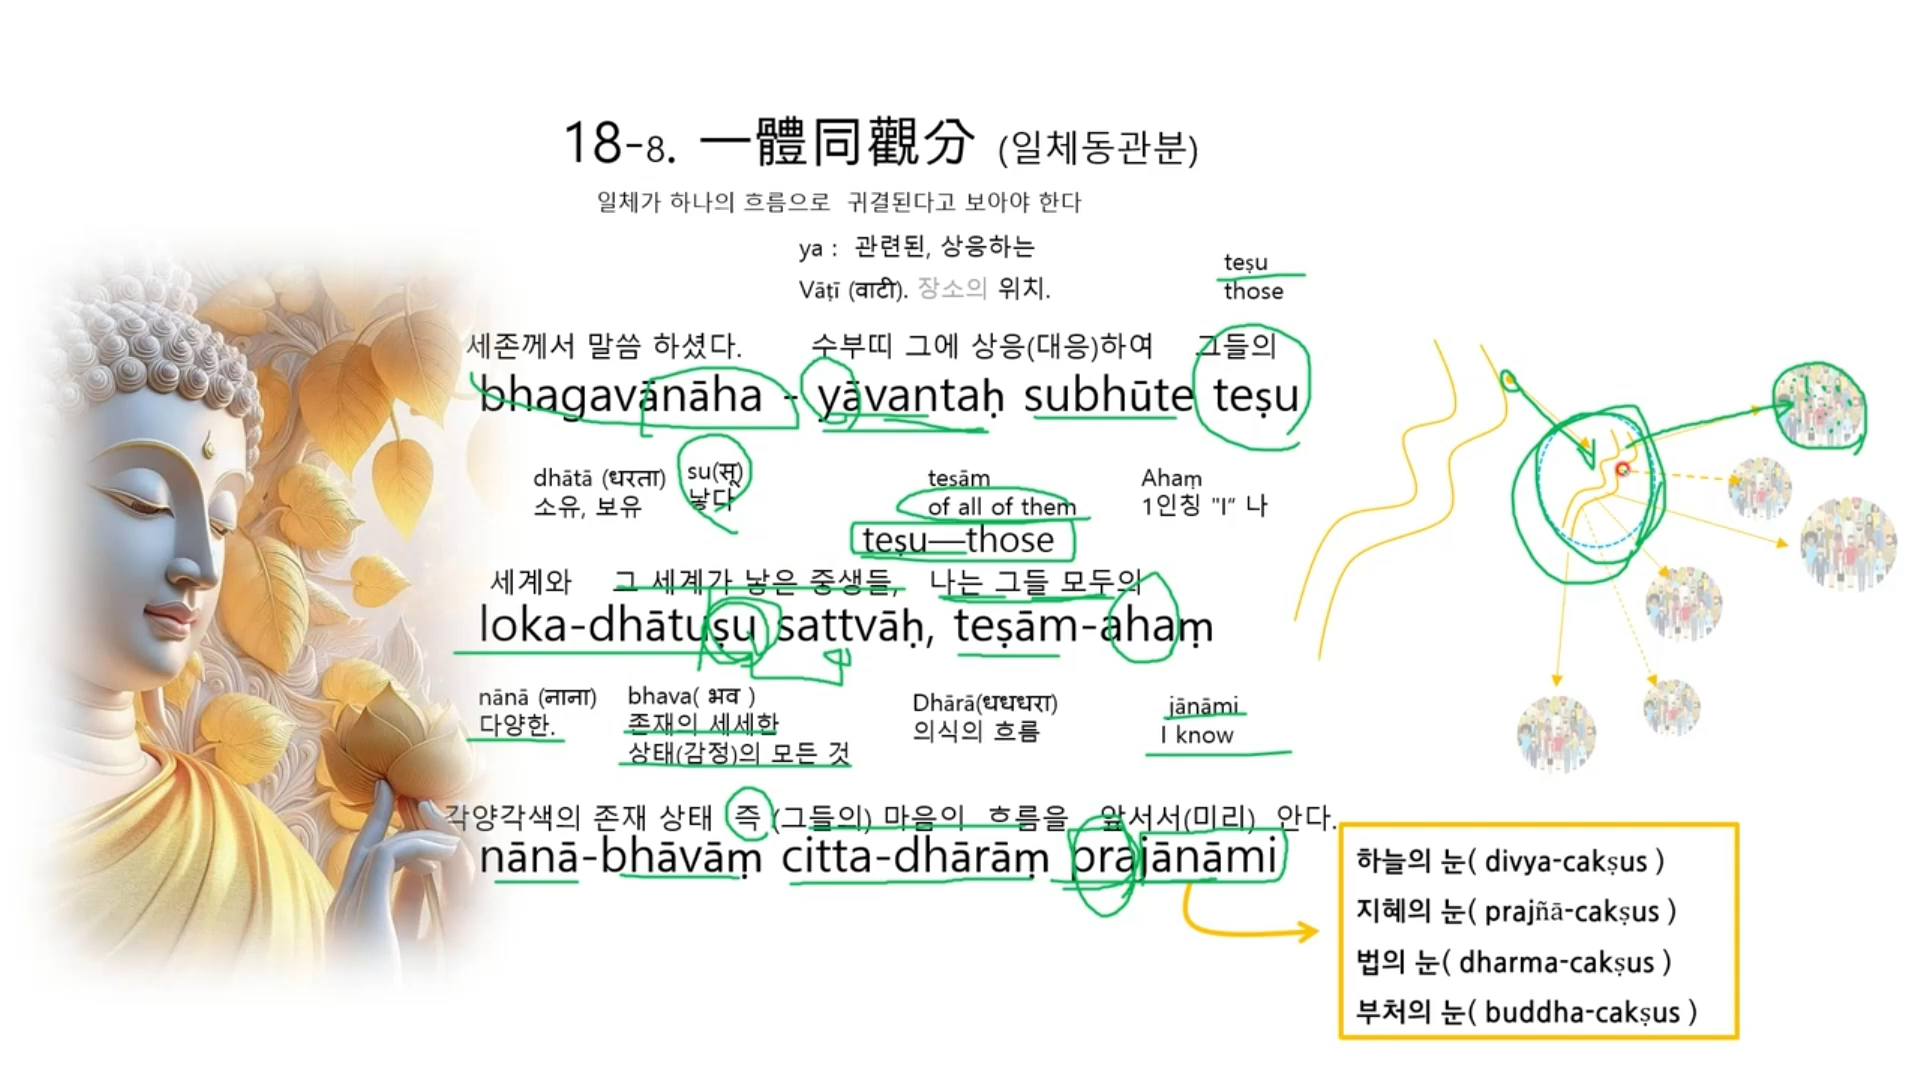 18-8. 一體同觀分 (일체동관분)
일체가 하나의 흐름으로 귀결된다고 보아야 한다
ya : 관련된, 상응하는
Vāṭī (वाटी). 장소의 위치.
teṣu
those
세존께서 말씀 하셨다. 수부띠 그에 상응(대응)하여 그들의
bhagavānāha - yāvantaḥ subhūte teṣu
dhātā (धरता) su(सू) tesām Ahaṃ
소유, 보유 낳다 of all of them 1인칭 "I" 나
teṣu—those
세계와 그 세계가 낳은 중생들, 나는 그들 모두의
loka-dhātuṣu sattvāḥ, teṣām-ahaṃ
nānā (नाना) bhava( भव ) Dhārā(धधधरा) jānāmi
다양한. 존재의 세세한 의식의 흐름 I know
상태(감정)의 모든 것
각양각색의 존재 상태 즉 (그들의) 마음이 흐름을 앞서서(미리) 안다.
nānā-bhāvāṃ citta-dhārāṃ prajānāmi
하늘의 눈( divya-cakṣus )
지혜의 눈( prajñā-cakṣus )
법의 눈( dharma-cakṣus )
부처의 눈( buddha-cakṣus )